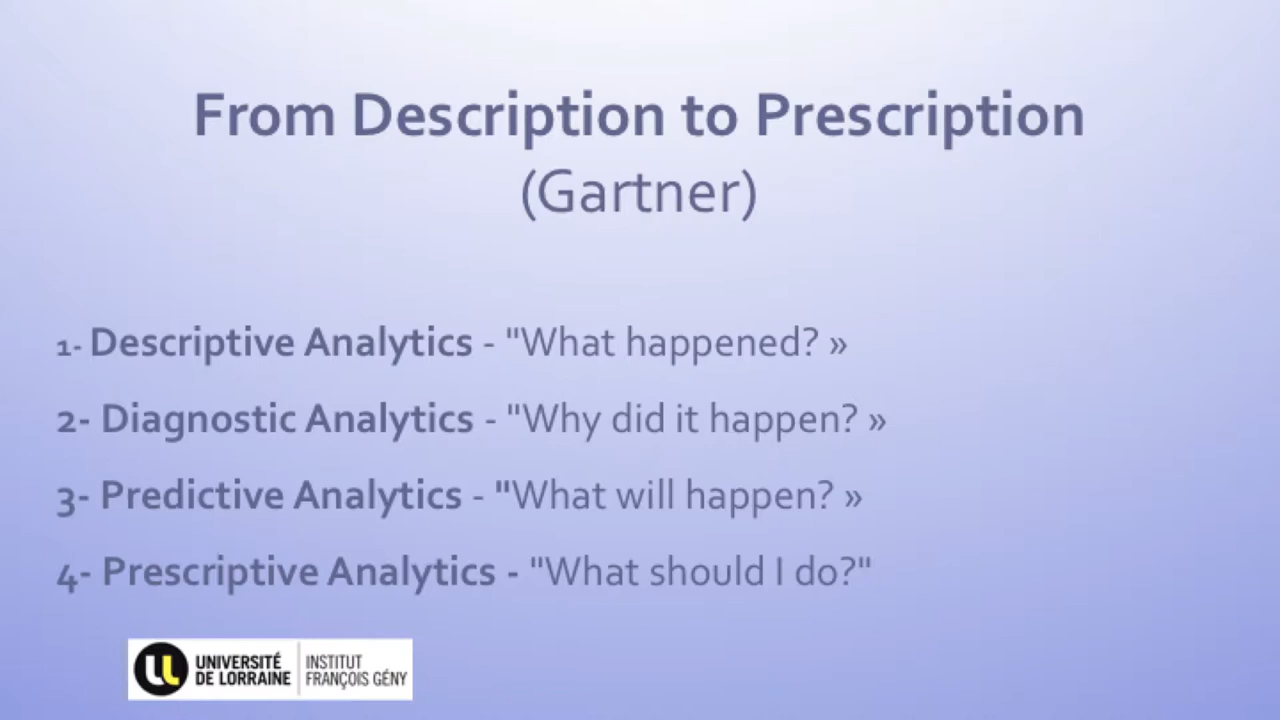 From Description to Prescription
(Gartner)
1- Descriptive Analytics - "What happened? »
2- Diagnostic Analytics - "Why did it happen? »
3- Predictive Analytics - "What will happen? »
4- Prescriptive Analytics - "What should I do?"
UNIVERSITÉ
DE LORRAINE
INSTITUT
FRANÇOIS GÉNY